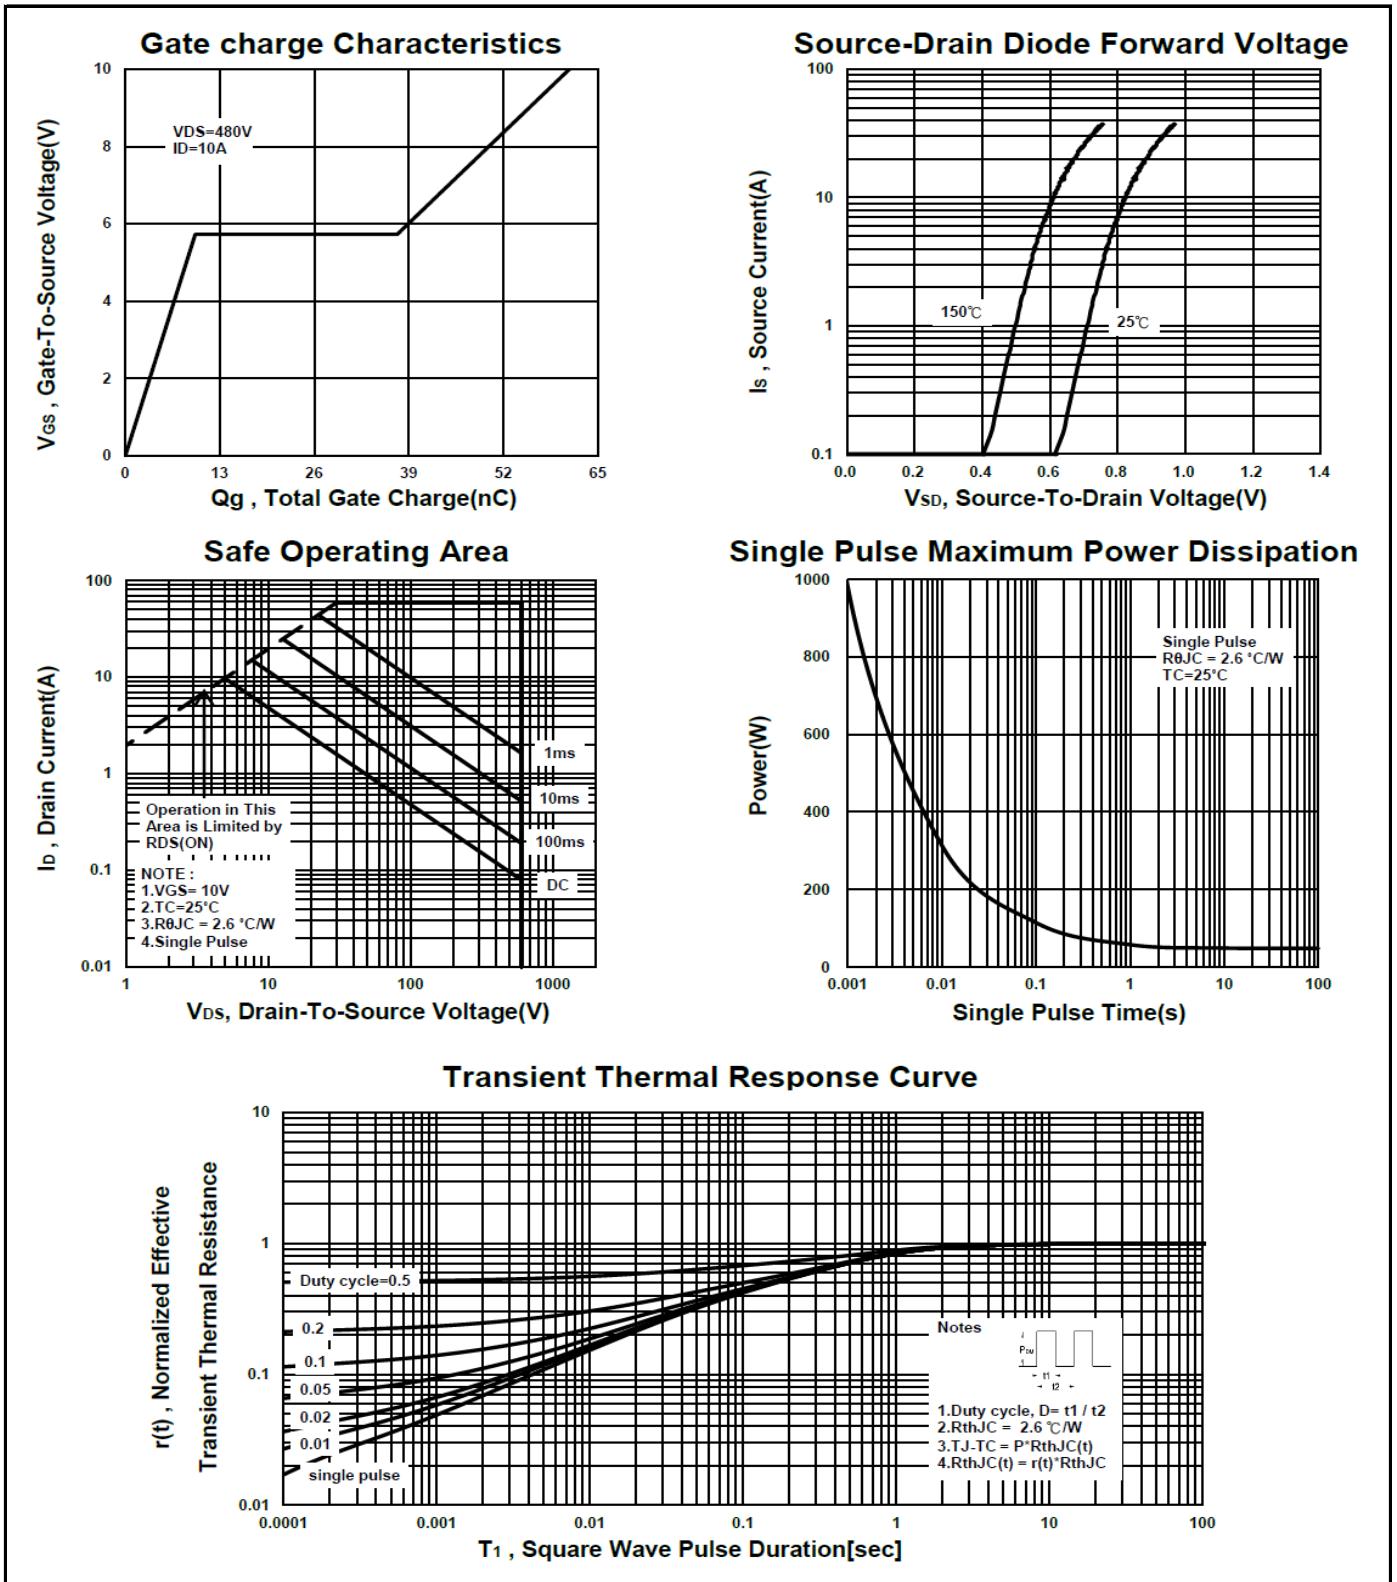 Gate charge Characteristics
10
8
6
4
2
0
VGS , Gate-To-Source Voltage(V)
VDS=480V
ID=10A
0 13 26 39 52 65
Qg , Total Gate Charge(nC)
Source-Drain Diode Forward Voltage
100
10
1
0.1
IS , Source Current(A)
150℃
25℃
0.0 0.2 0.4 0.6 0.8 1.0 1.2 1.4
VSD, Source-To-Drain Voltage(V)
Safe Operating Area
100
10
1
0.1
0.01
ID , Drain Current(A)
1ms
10ms
100ms
DC
Operation in This
Area is Limited by
RDS(ON)
NOTE :
1.VGS= 10V
2.TC=25°C
3.RθJC = 2.6 °C/W
4.Single Pulse
1 10 100 1000
VDS, Drain-To-Source Voltage(V)
Single Pulse Maximum Power Dissipation
1000
800
600
400
200
0
Power(W)
Single Pulse
RθJC = 2.6 °C/W
TC=25°C
0.001 0.01 0.1 1 10 100
Single Pulse Time(s)
Transient Thermal Response Curve
10
1
0.1
0.01
r(t) , Normalized Effective
Transient Thermal Resistance
Duty cycle=0.5
0.2
0.1
0.05
0.02
0.01
single pulse
Notes
PDM
t1
t2
1.Duty cycle, D= t1 / t2
2.RthJC = 2.6 ℃/W
3.TJ-TC = P*RthJC(t)
4.RthJC(t) = r(t)*RthJC
0.0001 0.001 0.01 0.1 1 10 100
T1 , Square Wave Pulse Duration[sec]